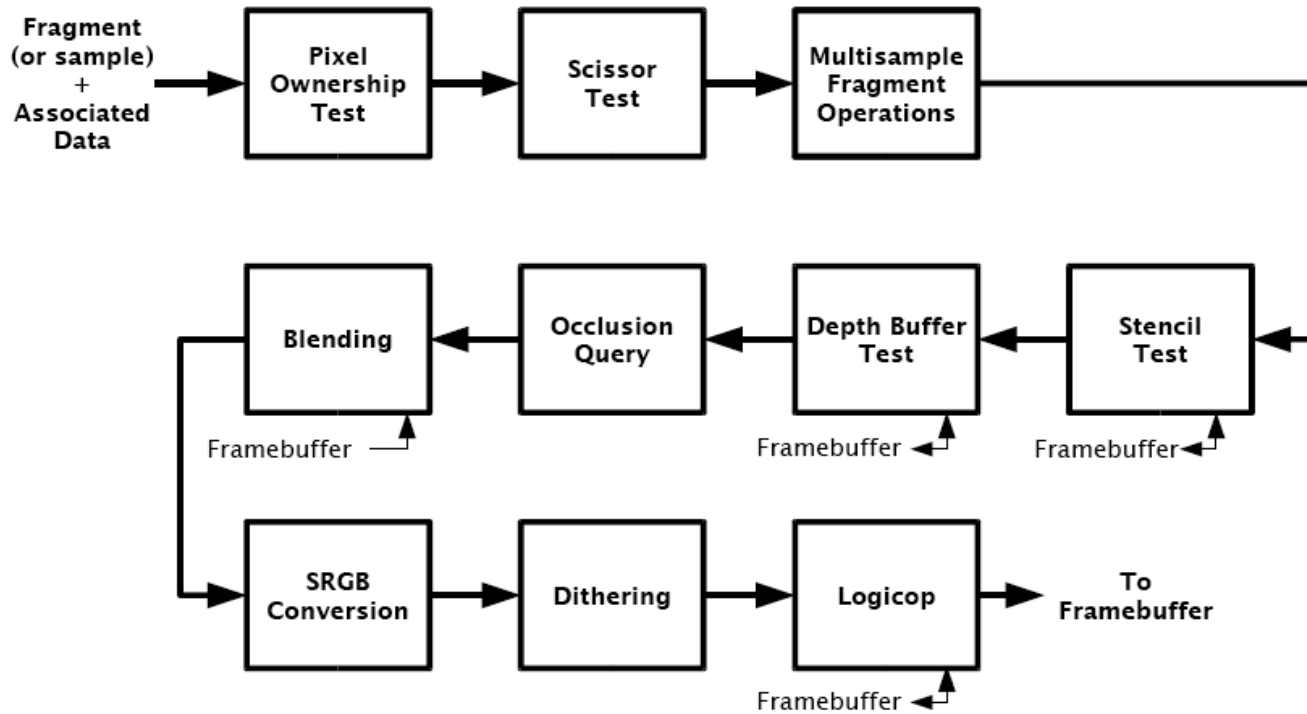 Fragment
(or sample)
+
Associated
Data
Pixel
Ownership
Test
Scissor
Test
Multisample
Fragment
Operations
Stencil
Test
Framebuffer
Depth Buffer
Test
Framebuffer
Occlusion
Query
Blending
Framebuffer
SRGB
Conversion
Dithering
Logicop
Framebuffer
To
Framebuffer